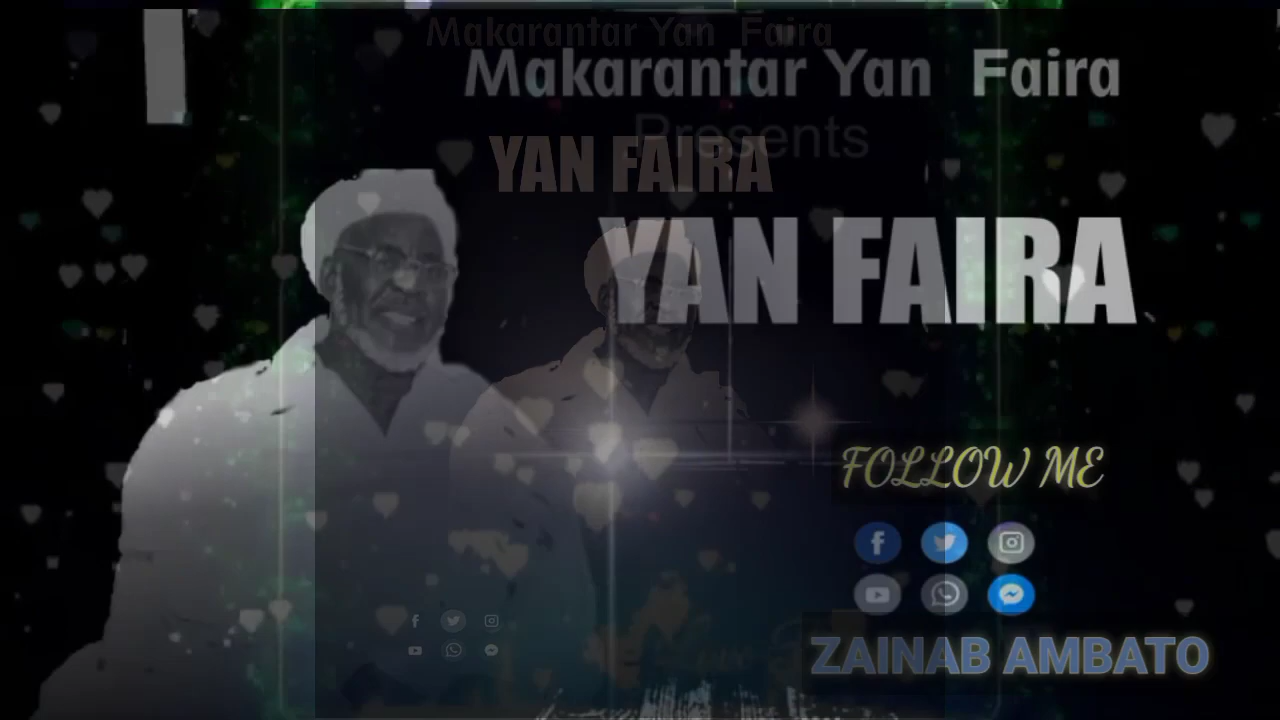 Makarantar Yan Faira
Makarantar Yan Faira
Presents
YAN FAIRA
YAN FAIRA
FOLLOW ME
ZAINAB AMBATO